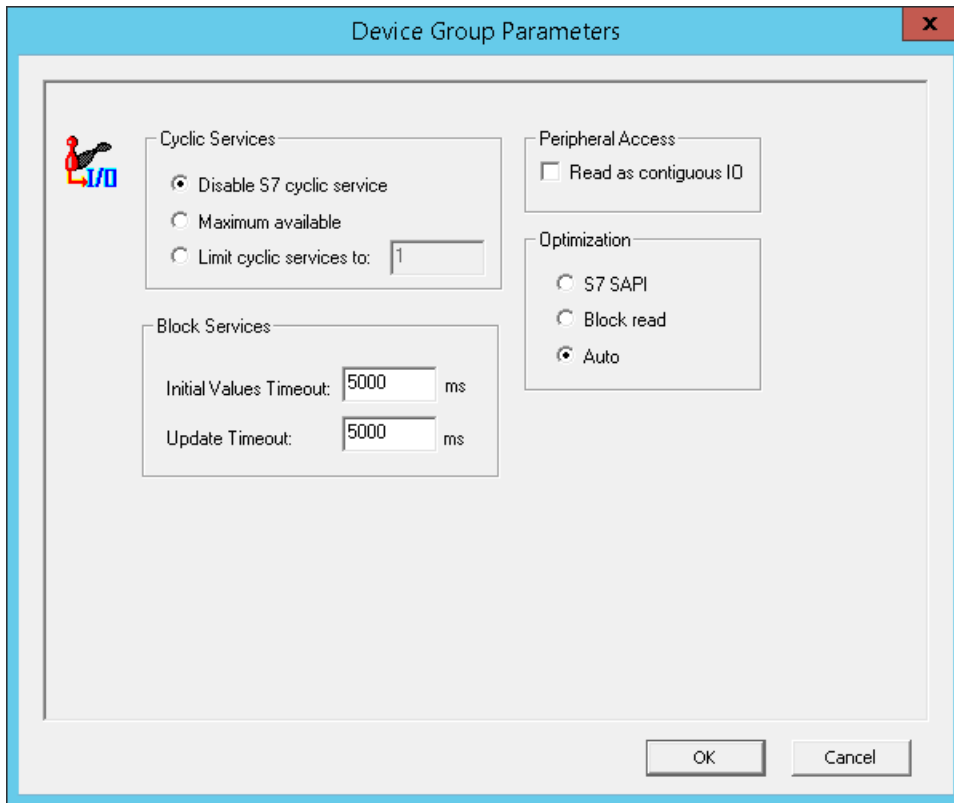 Device Group Parameters
x
I/O
Cyclic Services
Disable S7 cyclic service
Maximum available
Limit cyclic services to: 1
Block Services
Initial Values Timeout: 5000 ms
Update Timeout: 5000 ms
Peripheral Access
Read as contiguous IO
Optimization
S7 SAPI
Block read
Auto
OK
Cancel